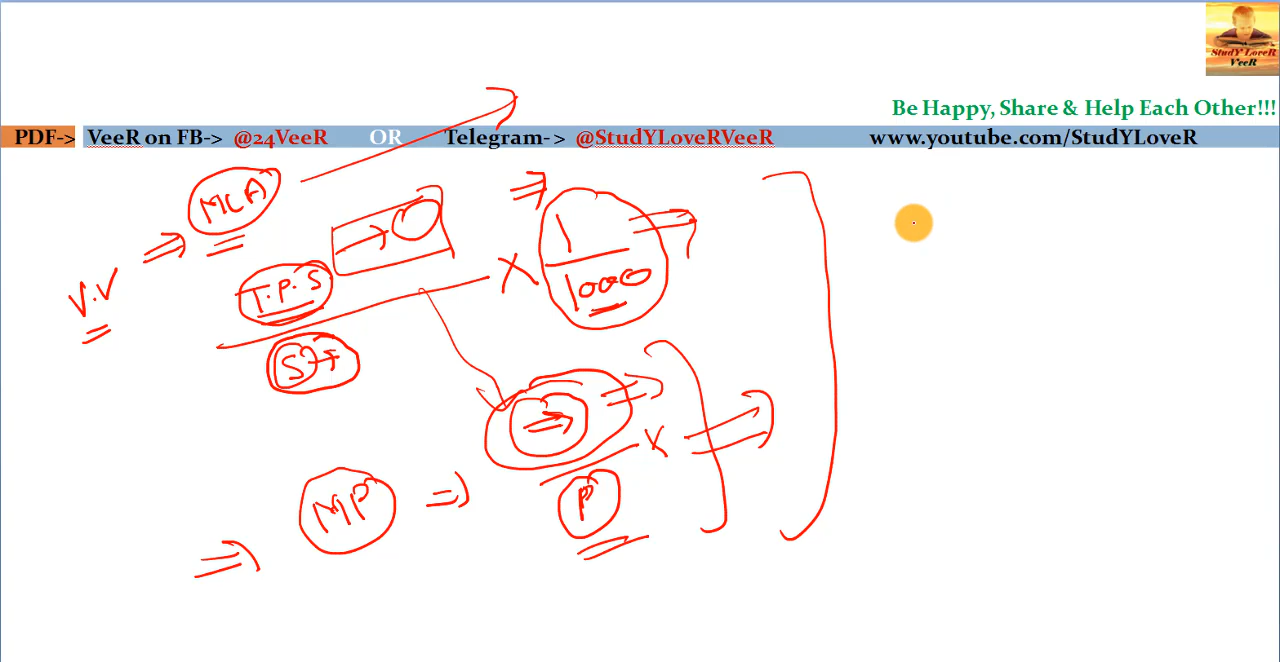 StudY LoveR
VeeR
Be Happy, Share & Help Each Other!!!
PDF-> VeeR on FB-> @24VeeR OR Telegram-> @StudYLoveRVeeR www.youtube.com/StudYLoveR
MCA
V.V
T.P.S X 1
1000
S
X
MP P